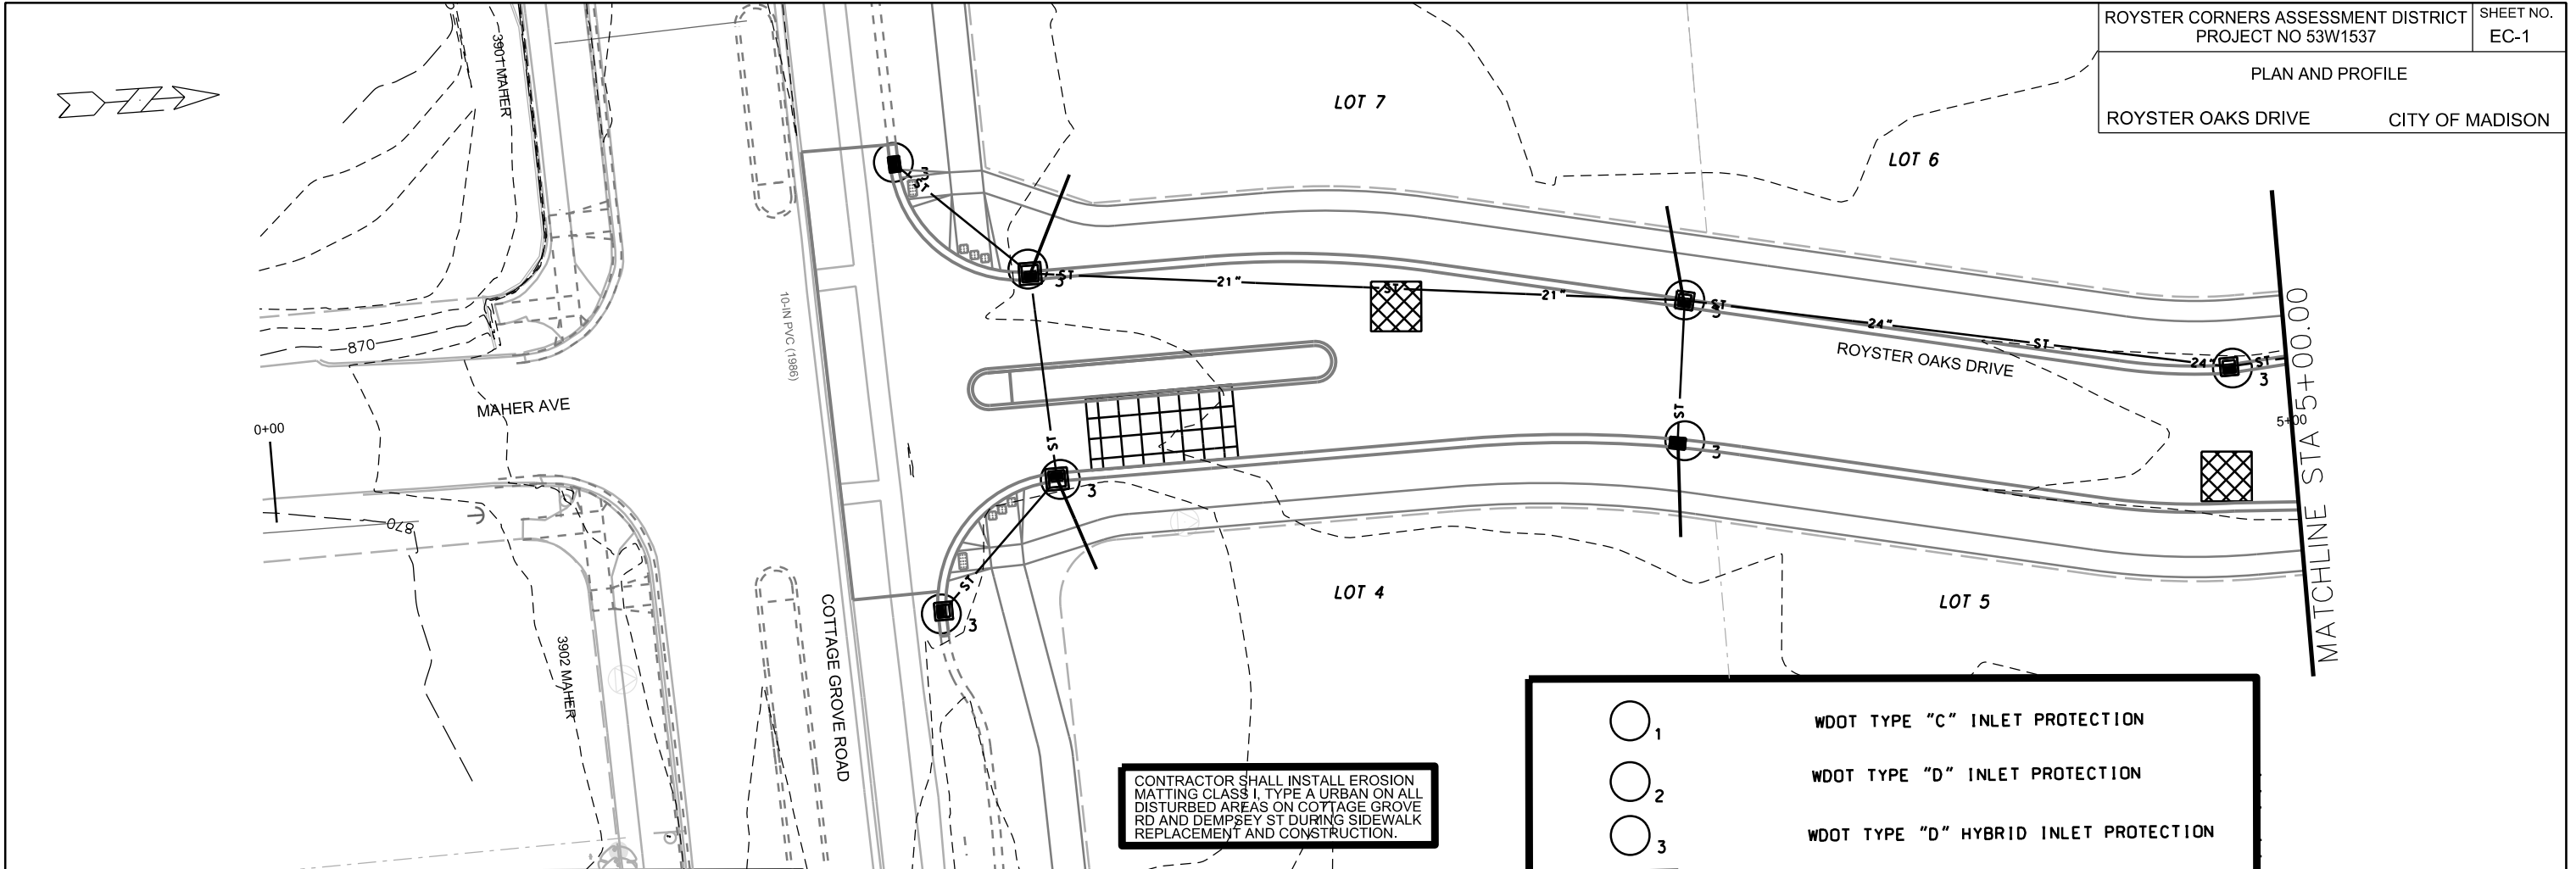 ROYSTER CORNERS ASSESSMENT DISTRICT
PROJECT NO 53W1537
SHEET NO.
EC-1
PLAN AND PROFILE
ROYSTER OAKS DRIVE
CITY OF MADISON
3901 MAHER
LOT 7
LOT 6
ST
3
ST
21"
ST
21"
ST
3
24"
ST
24"
ST
3
ROYSTER OAKS DRIVE
10-IN PVC (1986)
870
MAHER AVE
0+00
5+00
MATCHLINE STA 5+00.00
ST
3
ST
3
870
ST
3
LOT 4
LOT 5
3902 MAHER
COTTAGE GROVE ROAD
CONTRACTOR SHALL INSTALL EROSION
MATTING CLASS I, TYPE A URBAN ON ALL
DISTURBED AREAS ON COTTAGE GROVE
RD AND DEMPSEY ST DURING SIDEWALK
REPLACEMENT AND CONSTRUCTION.
1 WDOT TYPE "C" INLET PROTECTION
2 WDOT TYPE "D" INLET PROTECTION
3 WDOT TYPE "D" HYBRID INLET PROTECTION